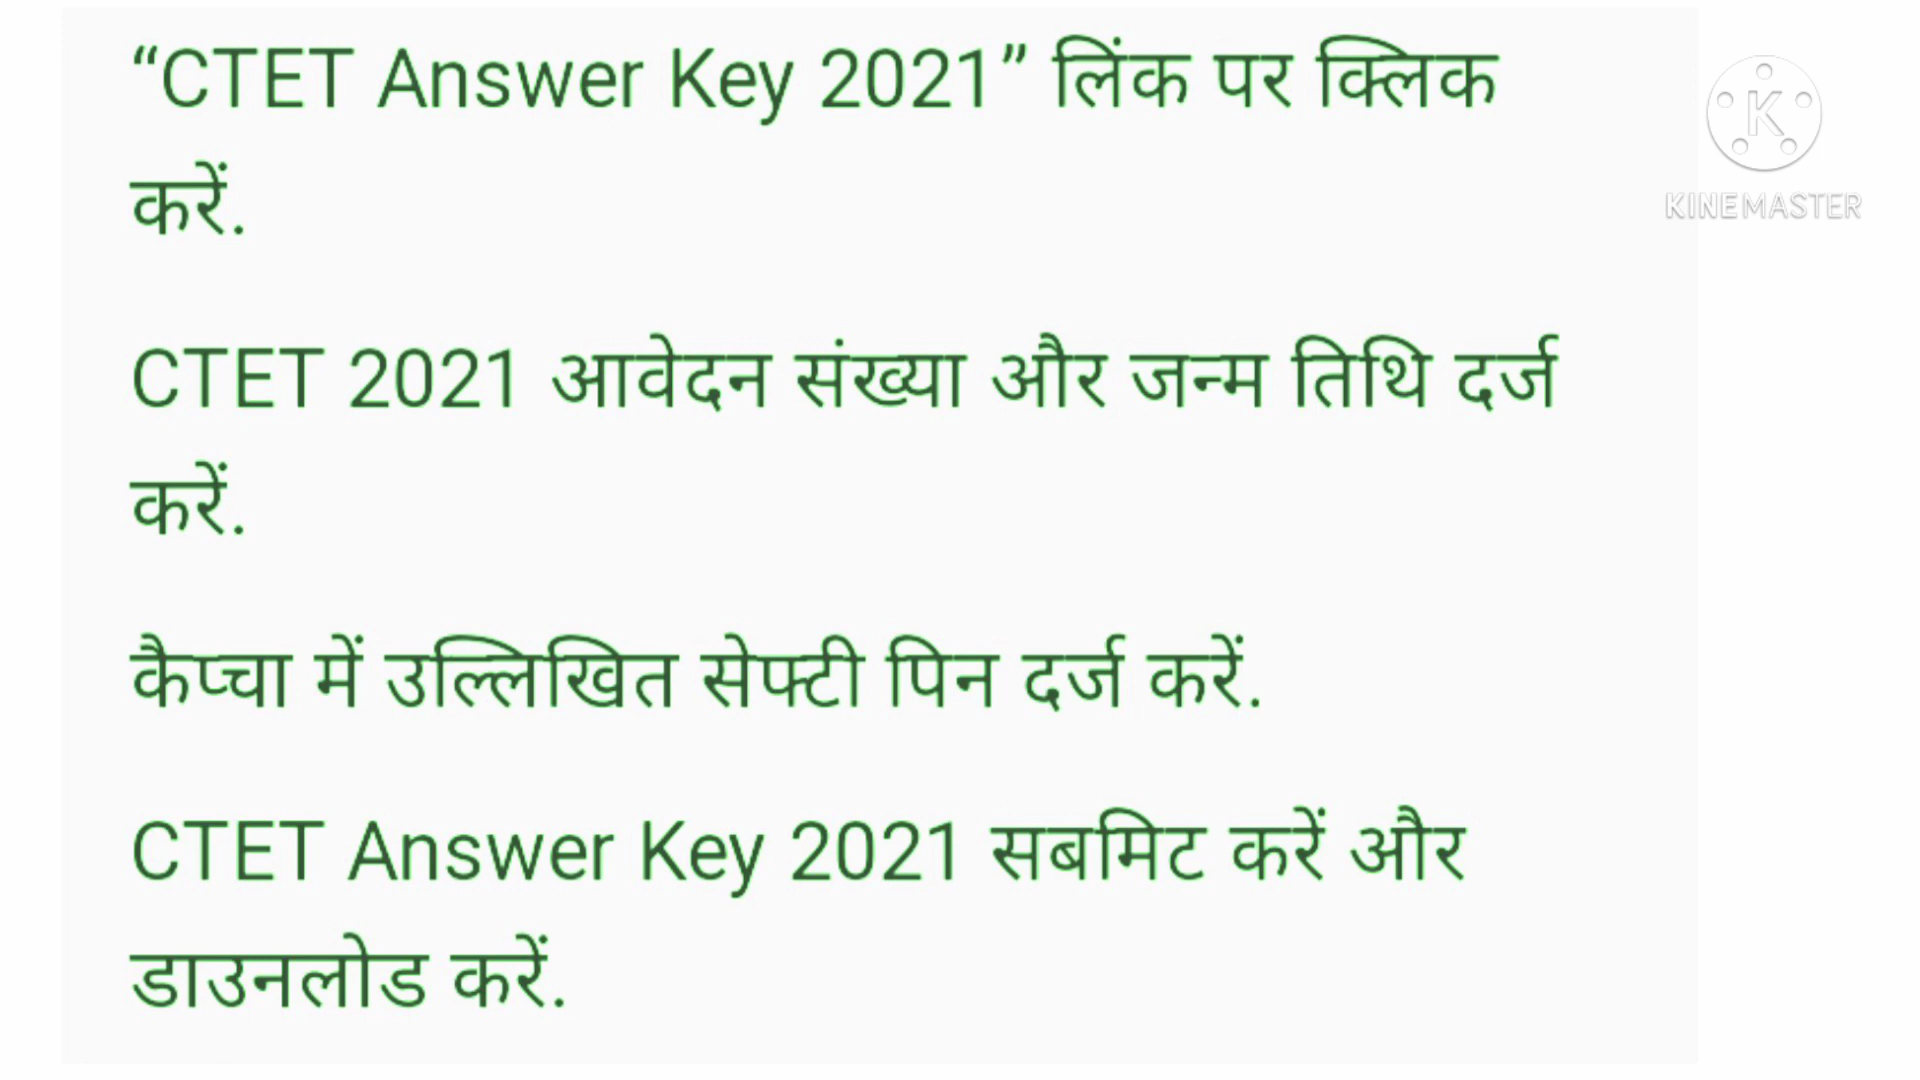 “CTET Answer Key 2021” लिंक पर क्लिक
करें.
CTET 2021 आवेदन संख्या और जन्म तिथि दर्ज
करें.
कैप्चा में उल्लिखित सेफ्टी पिन दर्ज करें.
CTET Answer Key 2021 सबमिट करें और
डाउनलोड करें.
K
KINEMASTER